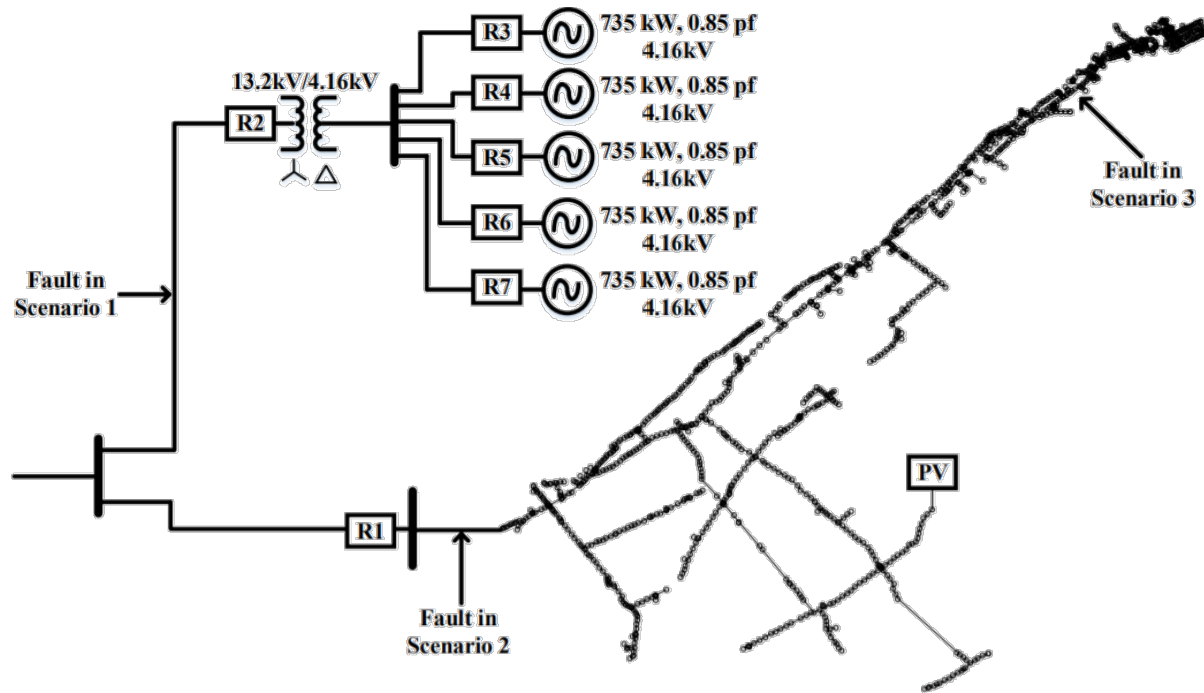 735 kW, 0.85 pf
4.16kV
R3
13.2kV/4.16kV
735 kW, 0.85 pf
4.16kV
R4
R2
735 kW, 0.85 pf
4.16kV
R5
Fault in
Scenario 3
735 kW, 0.85 pf
4.16kV
R6
735 kW, 0.85 pf
4.16kV
R7
Fault in
Scenario 1
PV
R1
Fault in
Scenario 2